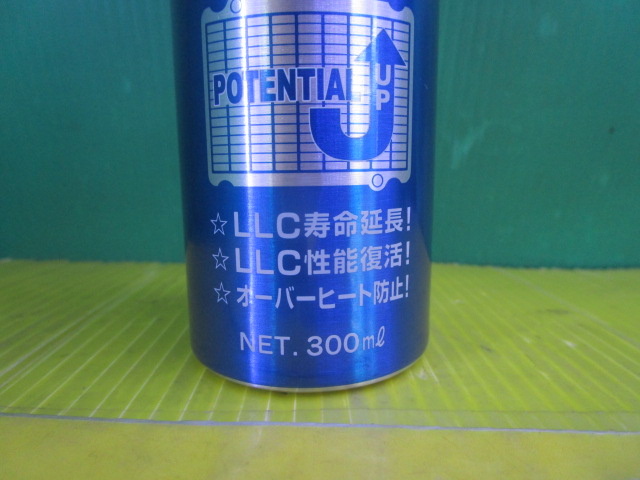 POTENTIAL UP
☆LLC寿命延長!
☆LLC性能復活!
☆オーバーヒート防止!
NET. 300mℓ